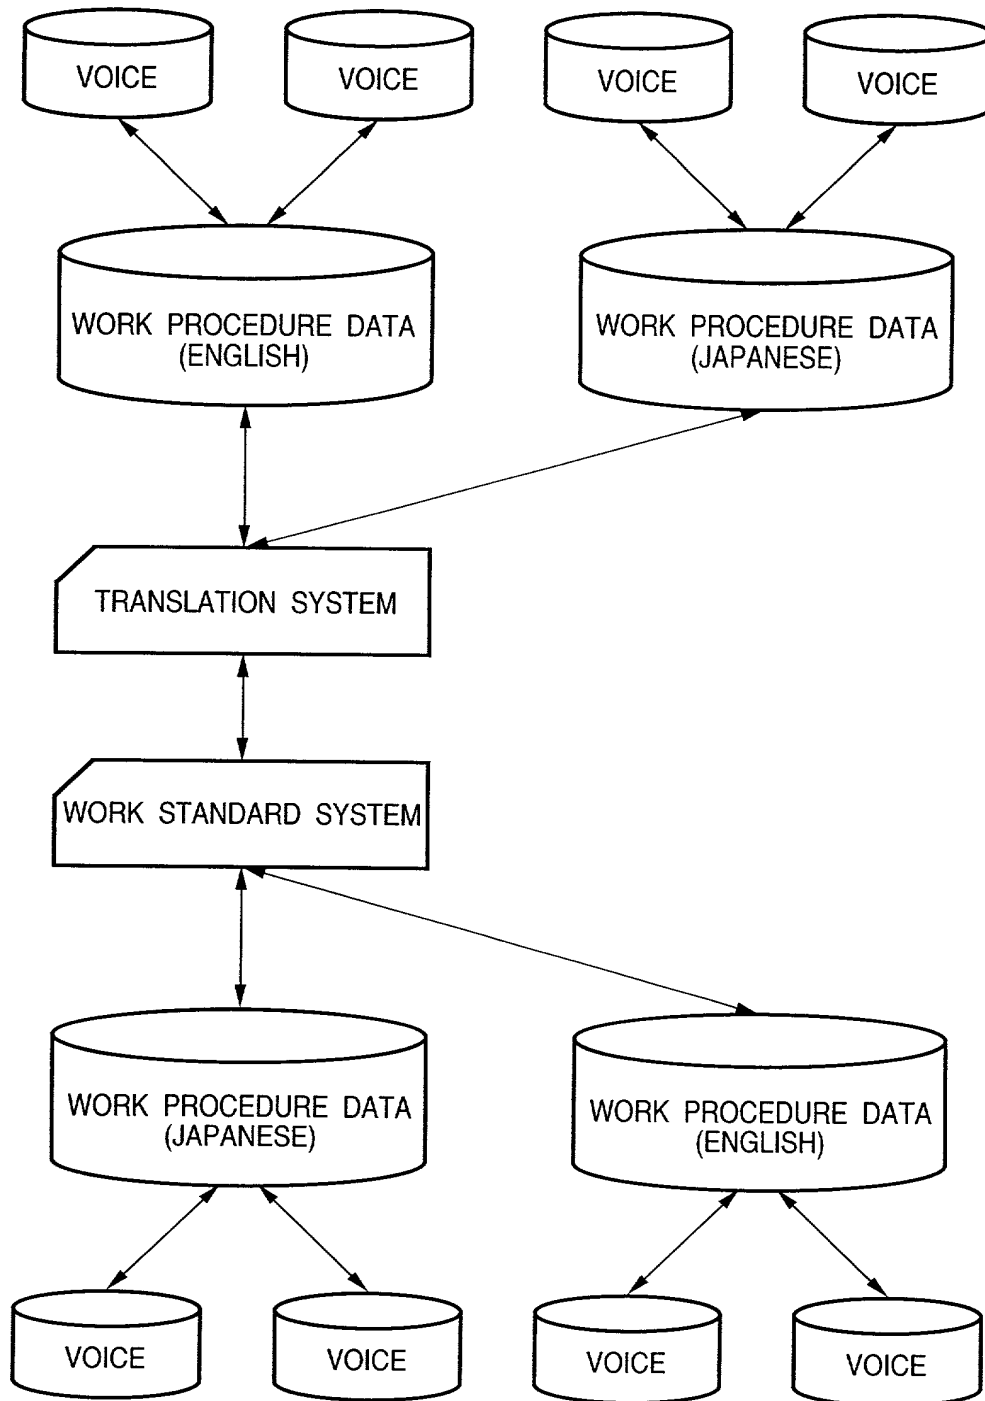 VOICE
VOICE
VOICE
VOICE
WORK PROCEDURE DATA
(ENGLISH)
WORK PROCEDURE DATA
(JAPANESE)
TRANSLATION SYSTEM
WORK STANDARD SYSTEM
WORK PROCEDURE DATA
(JAPANESE)
WORK PROCEDURE DATA
(ENGLISH)
VOICE
VOICE
VOICE
VOICE